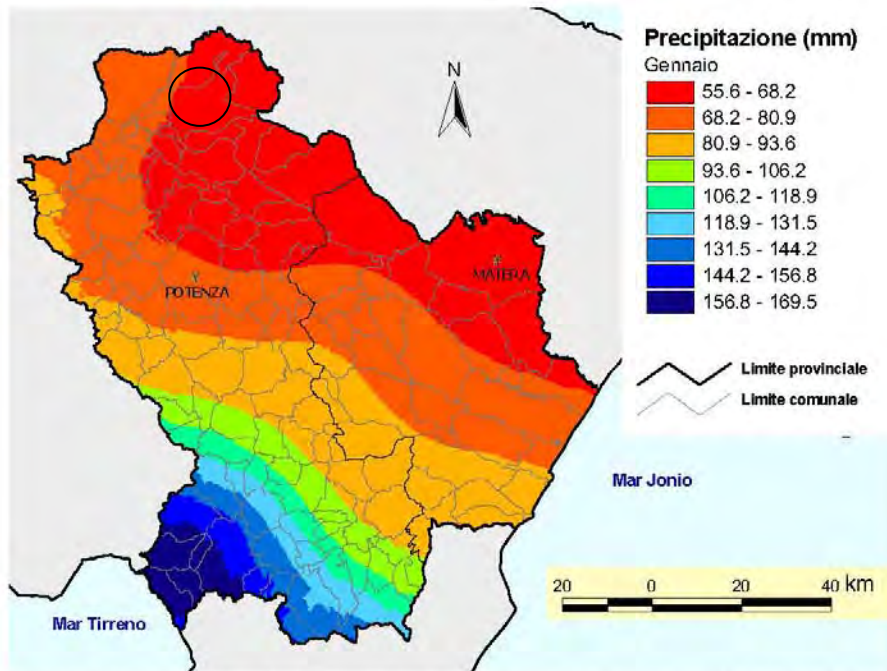 Precipitazione (mm)
Gennaio
55.6 - 68.2
68.2 - 80.9
80.9 - 93.6
93.6 - 106.2
106.2 - 118.9
118.9 - 131.5
131.5 - 144.2
144.2 - 156.8
156.8 - 169.5
N
MATERA
POTENZA
Limite provinciale
Limite comunale
Mar Jonio
20 0 20 40 km
Mar Tirreno